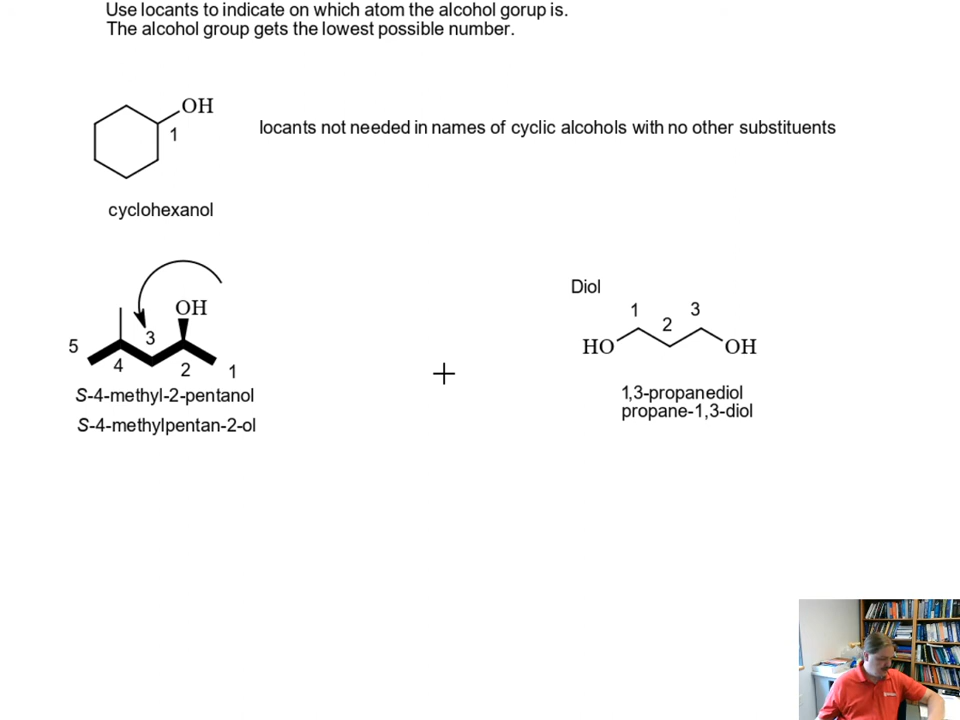 Use locants to indicate on which atom the alcohol gorup is.
The alcohol group gets the lowest possible number.
OH
1
locants not needed in names of cyclic alcohols with no other substituents
cyclohexanol
OH
5
4
3
2
1
S-4-methyl-2-pentanol
S-4-methylpentan-2-ol
+
Diol
1
2
3
HO
OH
1,3-propanediol
propane-1,3-diol